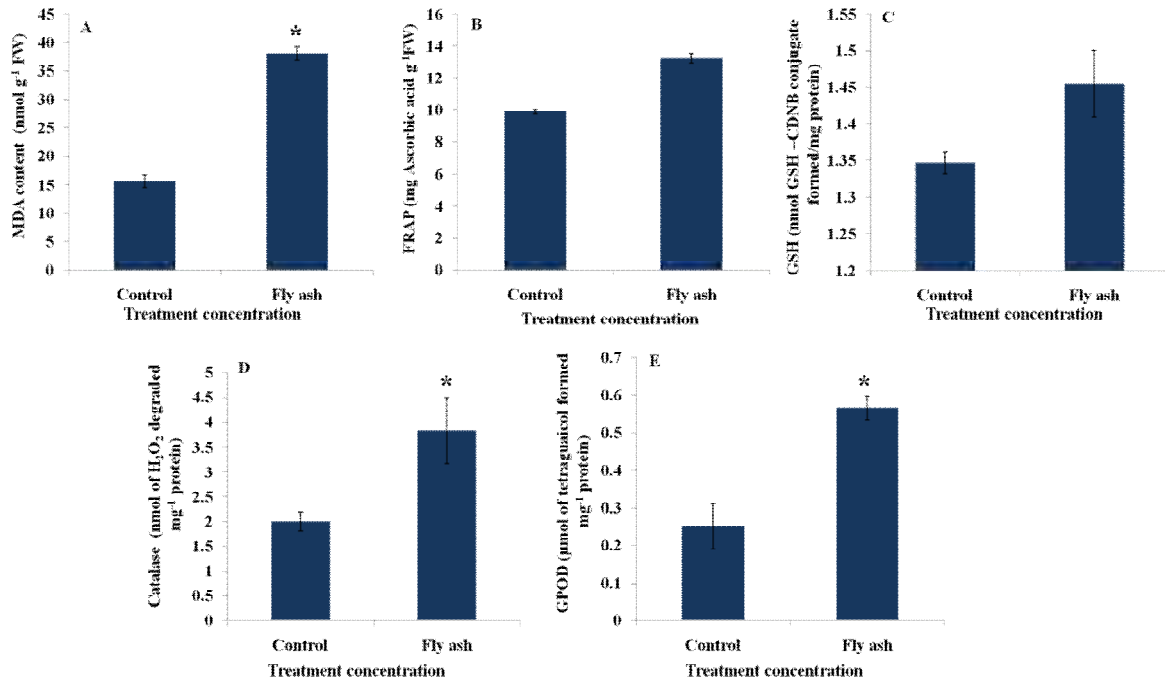 A
MDA content (nmol g⁻¹ FW)
50
45
40
35
30
25
20
15
10
5
0
*
Control
Fly ash
Treatment concentration
B
FRAP (mg Ascorbic acid g⁻¹FW)
16
14
12
10
8
6
4
2
0
Control
Fly ash
Treatment concentration
C
GSH (nmol GSH –CDNB conjugate
formed/mg protein)
1.55
1.5
1.45
1.4
1.35
1.3
1.25
1.2
Control
Fly ash
Treatment concentration
D
Catalase (nmol of H₂O₂ degraded
mg⁻¹ protein)
5
4.5
4
3.5
3
2.5
2
1.5
1
0.5
0
*
Control
Fly ash
Treatment concentration
E
GPOD (µmol of tetraguaicol formed
mg⁻¹ protein)
0.7
0.6
0.5
0.4
0.3
0.2
0.1
0
*
Control
Fly ash
Treatment concentration